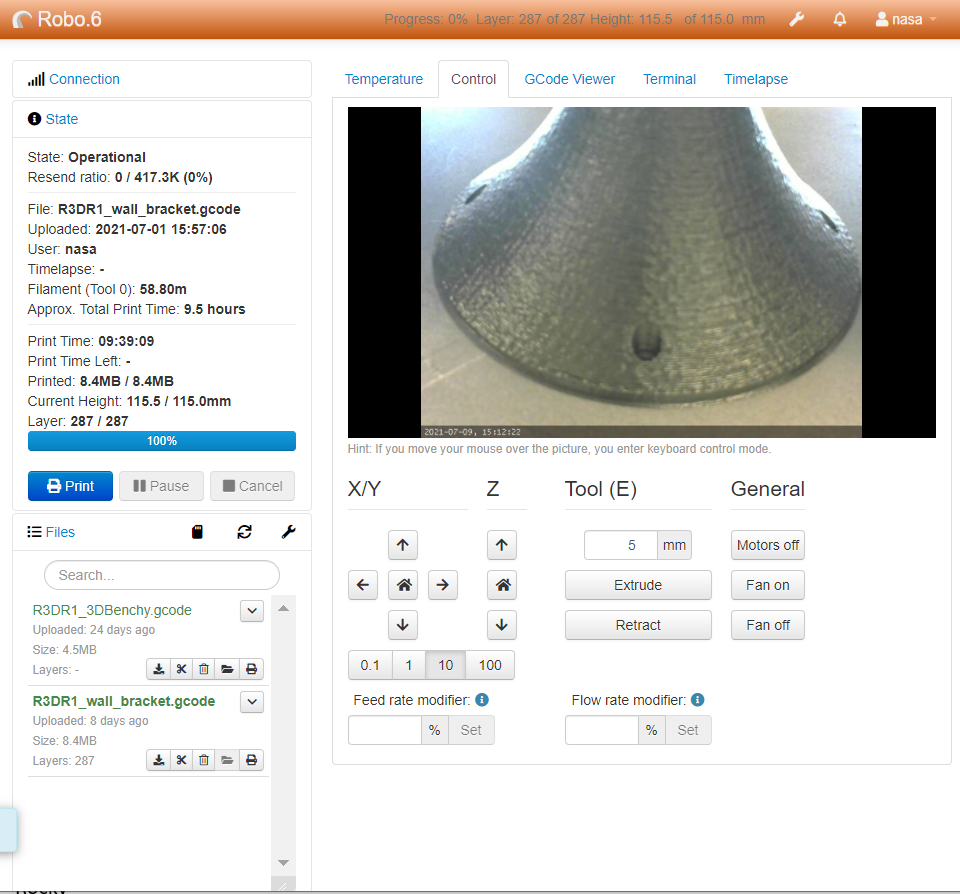 Robo.6
Progress: 0% Layer: 287 of 287 Height: 115.5 of 115.0 mm
nasa
Connection
State
State: Operational
Resend ratio: 0 / 417.3K (0%)
File: R3DR1_wall_bracket.gcode
Uploaded: 2021-07-01 15:57:06
User: nasa
Timelapse: -
Filament (Tool 0): 58.80m
Approx. Total Print Time: 9.5 hours
Print Time: 09:39:09
Print Time Left: -
Printed: 8.4MB / 8.4MB
Current Height: 115.5 / 115.0mm
Layer: 287 / 287
100%
Print Pause Cancel
Files
Search...
R3DR1_3DBenchy.gcode
Uploaded: 24 days ago
Size: 4.5MB
Layers: -
R3DR1_wall_bracket.gcode
Uploaded: 8 days ago
Size: 8.4MB
Layers: 287
Temperature Control GCode Viewer Terminal Timelapse
2021-07-09, 15:12:22
Hint: If you move your mouse over the picture, you enter keyboard control mode.
X/Y Z Tool (E) General
5 mm Motors off
Extrude Fan on
Retract Fan off
0.1 1 10 100
Feed rate modifier: Flow rate modifier:
% Set % Set